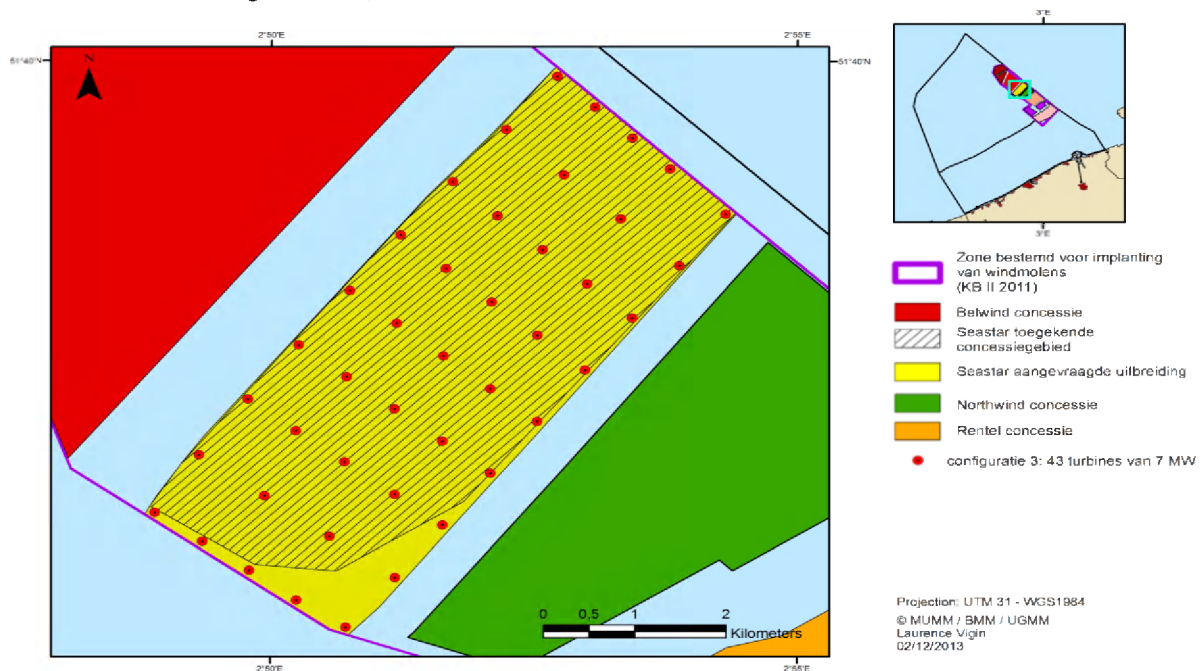 2°50'E
2°55'E
51°40'N
51°40'N
N
0 0,5 1 2
Kilometers
2°50'E
2°55'E
3°E
3°E
Zone bestemd voor implanting
van windmolens
(KB II 2011)
Belwind concessie
Seastar toegekende
concessiegebied
Seastar aangevraagde uitbreiding
Northwind concessie
Rentel concessie
configuratie 3: 43 turbines van 7 MW
Projection: UTM 31 - WGS1984
© MUMM / BMM / UGMM
Laurence Vigin
02/12/2013